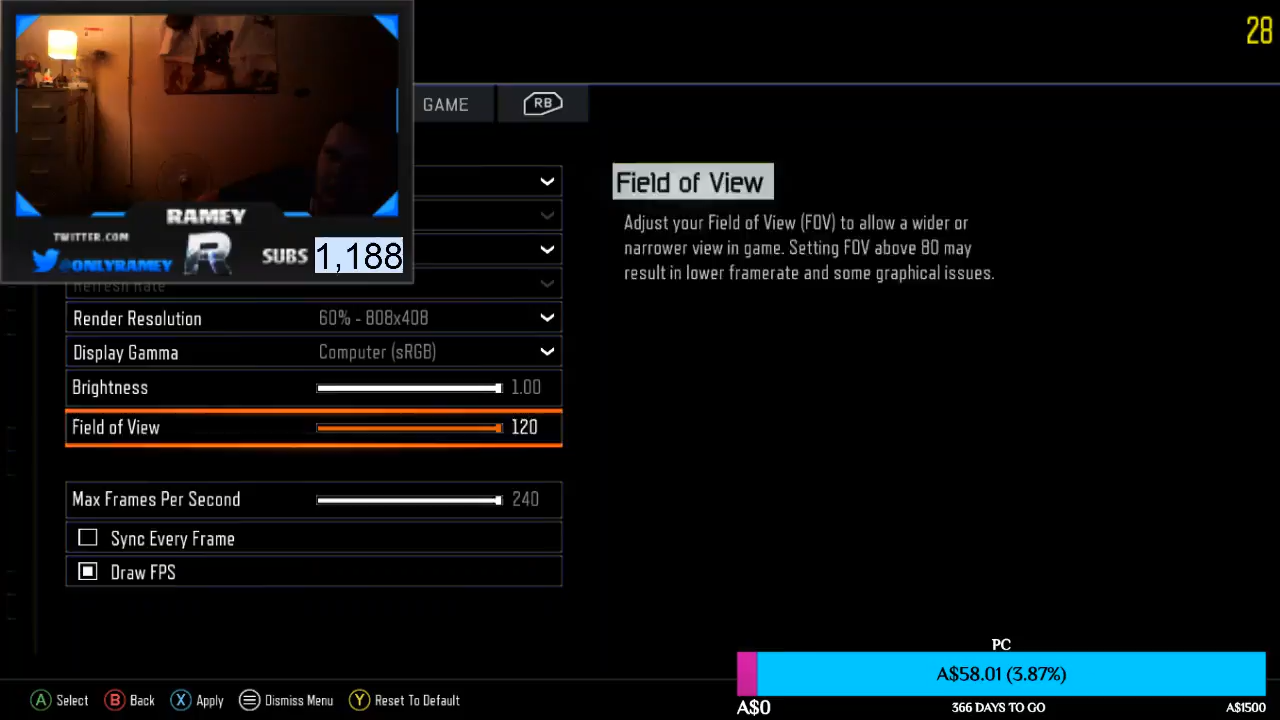 28
GAME
RB
RAMEY
TWITTER.COM
@ONLYRAMEY
R
SUBS 1,188
Field of View
Adjust your Field of View (FOV) to allow a wider or
narrower view in game. Setting FOV above 80 may
result in lower framerate and some graphical issues.
Refresh Rate
Render Resolution 60% - 808x408
Display Gamma Computer (sRGB)
Brightness 1.00
Field of View 120
Max Frames Per Second 240
Sync Every Frame
Draw FPS
PC
A$58.01 (3.87%)
A$0 366 DAYS TO GO A$1500
A Select B Back X Apply Dismiss Menu Y Reset To Default